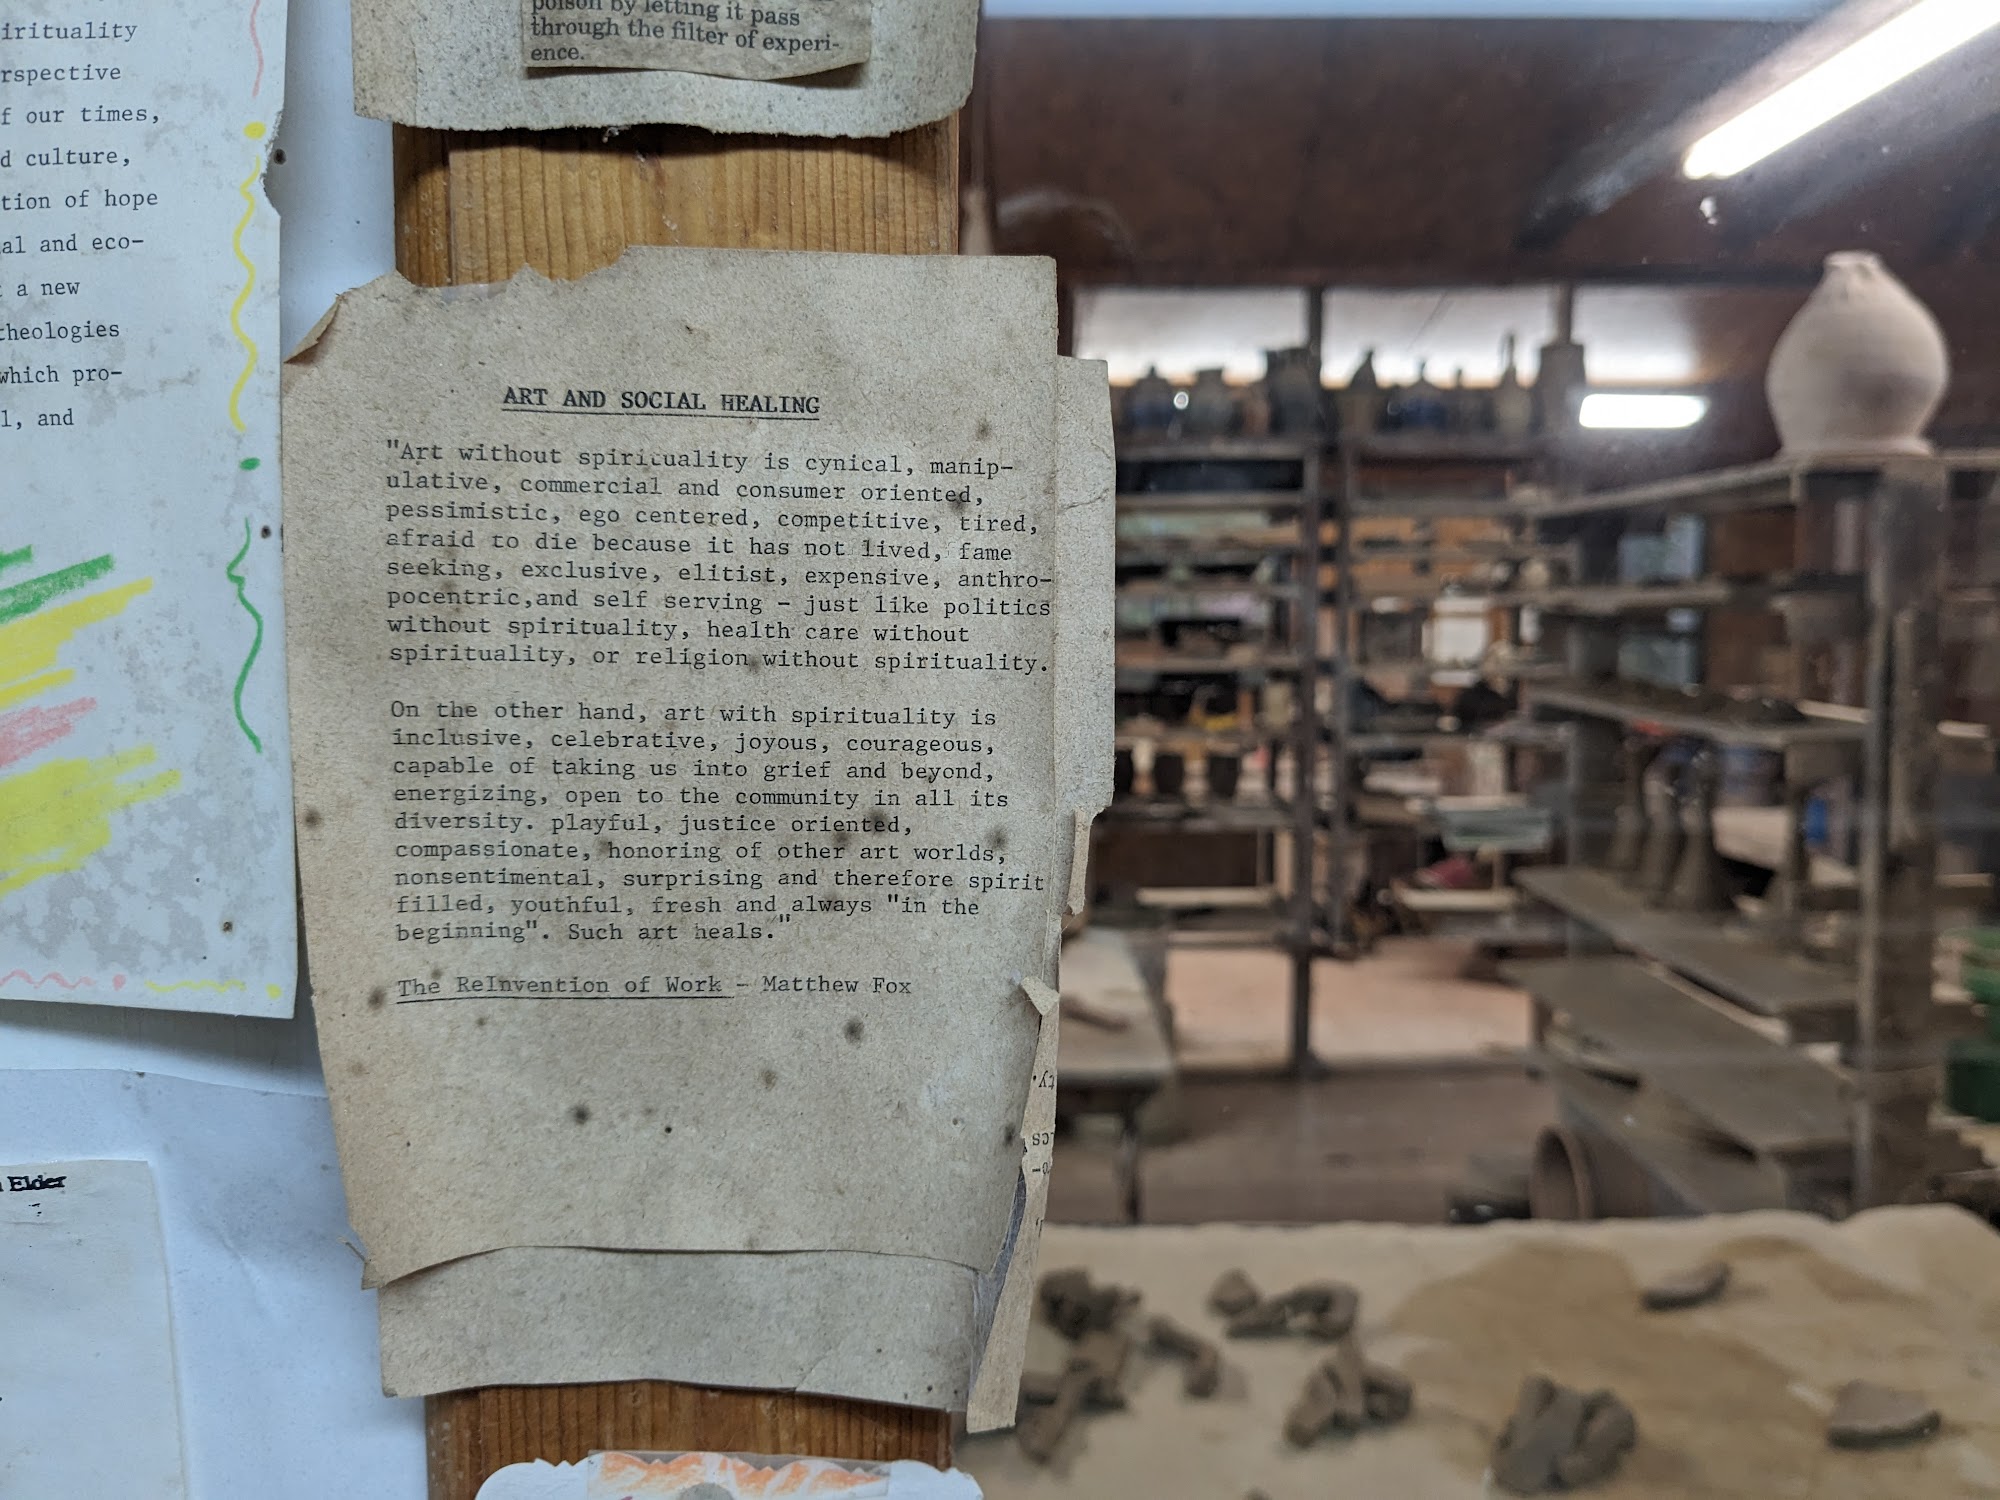 irituality
rspective
f our times,
d culture,
tion of hope
al and eco-
a new
theologies
which pro-
l, and
Elder
poison by letting it pass
through the filter of experi-
ence.
ART AND SOCIAL HEALING
"Art without spirituality is cynical, manip-
ulative, commercial and consumer oriented,
pessimistic, ego centered, competitive, tired,
afraid to die because it has not lived, fame
seeking, exclusive, elitist, expensive, anthro-
pocentric,and self serving - just like politics
without spirituality, health care without
spirituality, or religion without spirituality.
On the other hand, art with spirituality is
inclusive, celebrative, joyous, courageous,
capable of taking us into grief and beyond,
energizing, open to the community in all its
diversity. playful, justice oriented,
compassionate, honoring of other art worlds,
nonsentimental, surprising and therefore spirit
filled, youthful, fresh and always "in the
beginning". Such art heals."
The ReInvention of Work - Matthew Fox